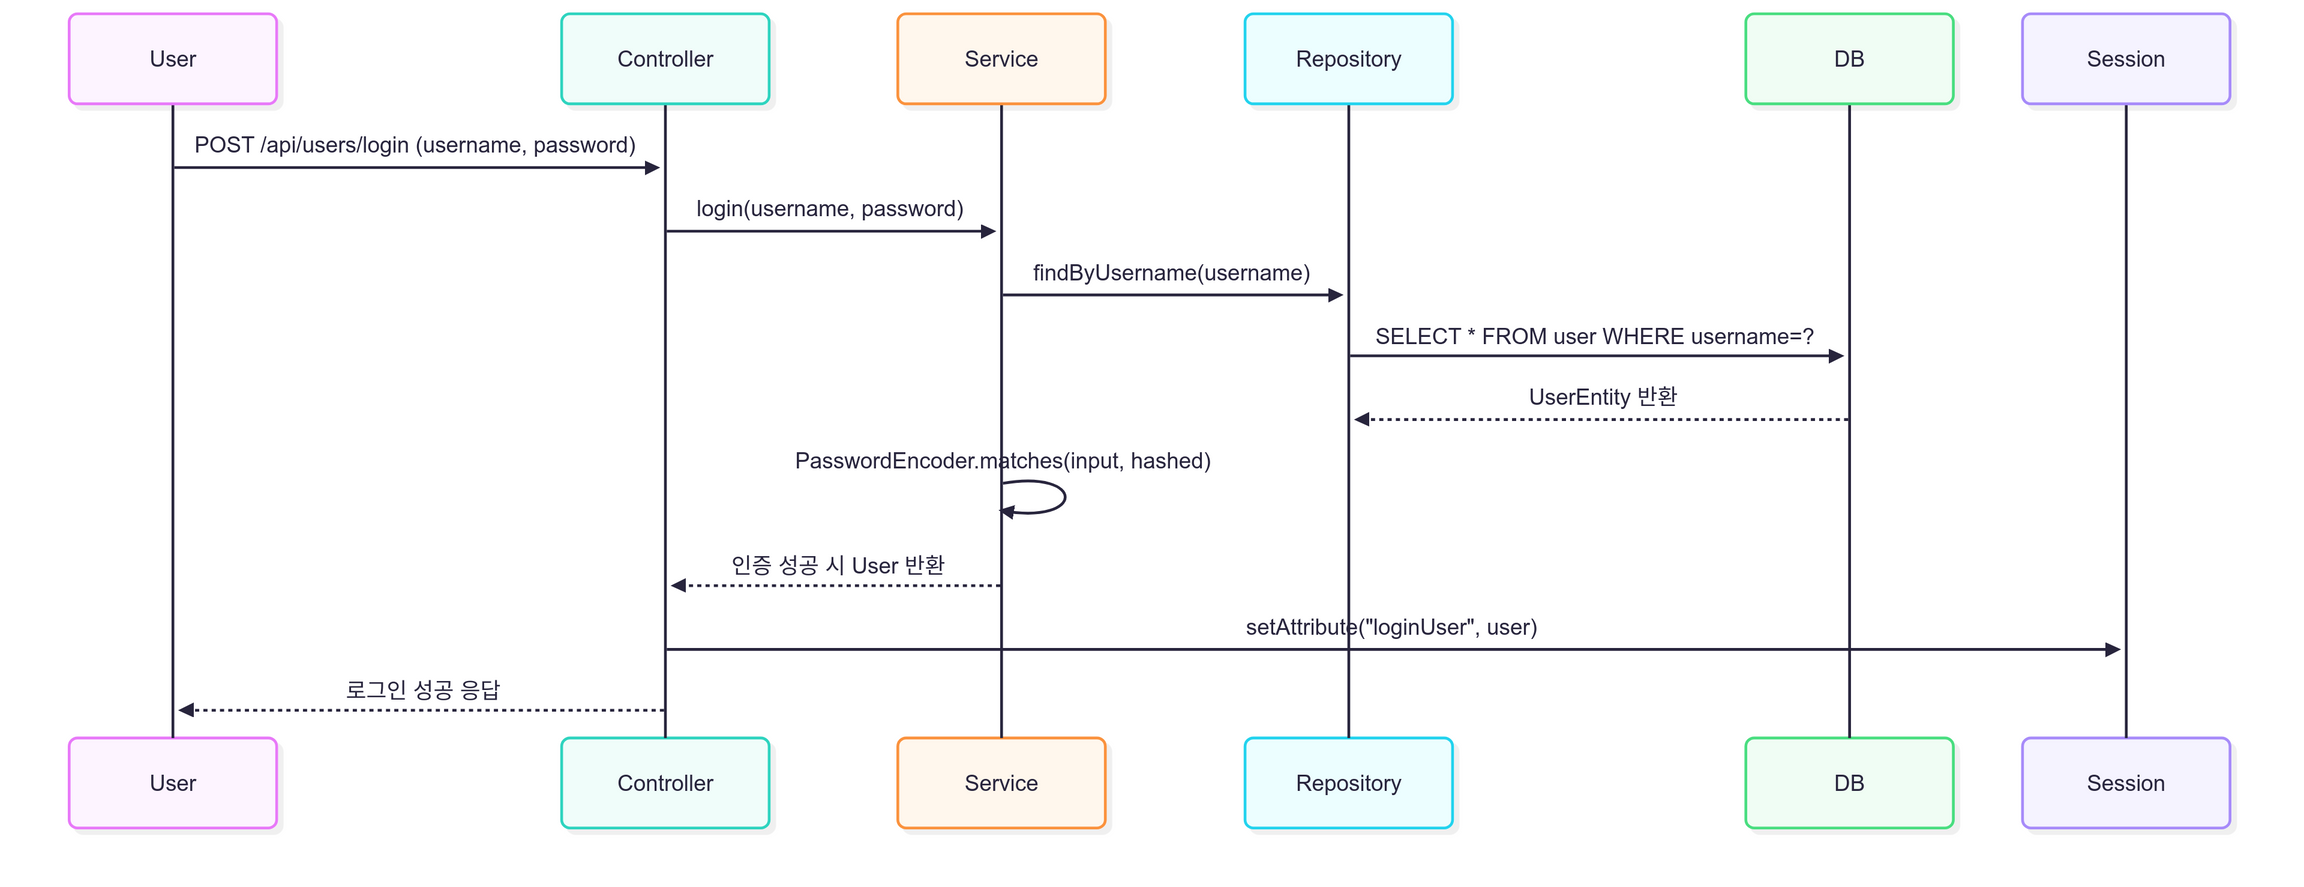 User
Controller
Service
Repository
DB
Session
POST /api/users/login (username, password)
login(username, password)
findByUsername(username)
SELECT * FROM user WHERE username=?
UserEntity 반환
PasswordEncoder.matches(input, hashed)
인증 성공 시 User 반환
setAttribute("loginUser", user)
로그인 성공 응답
User
Controller
Service
Repository
DB
Session